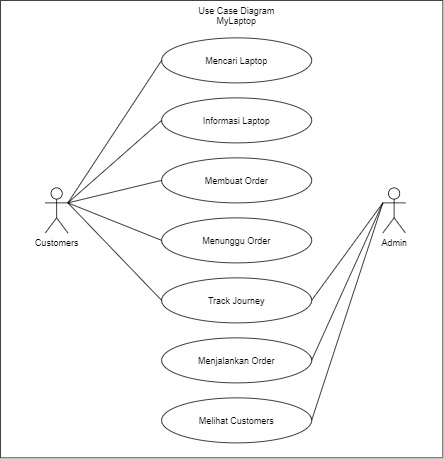 Use Case Diagram
MyLaptop
Mencari Laptop
Informasi Laptop
Membuat Order
Menunggu Order
Customers
Admin
Track Journey
Menjalankan Order
Melihat Customers